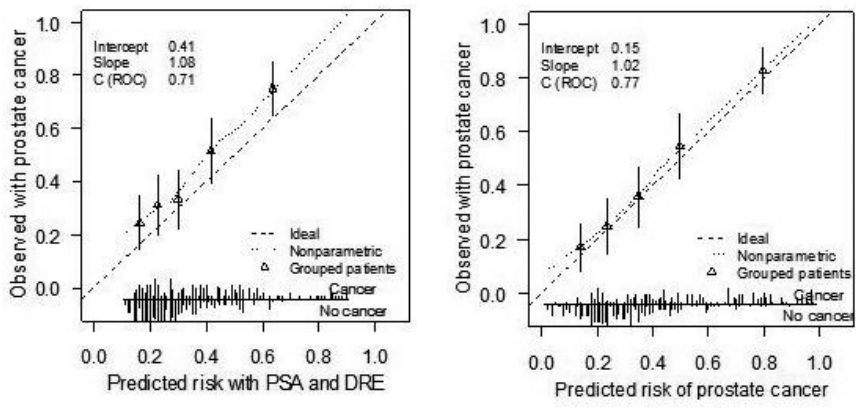 1.0
0.8
0.6
0.4
0.2
0.0
Observed with prostate cancer
Intercept 0.41
Slope 1.08
C (ROC) 0.71
Ideal
Nonparametric
Grouped patients
Cancer
No cancer
0.0 0.2 0.4 0.6 0.8 1.0
Predicted risk with PSA and DRE
1.0
0.8
0.6
0.4
0.2
0.0
Observed with prostate cancer
Intercept 0.15
Slope 1.02
C (ROC) 0.77
Ideal
Nonparametric
Grouped patients
Cancer
No cancer
0.0 0.2 0.4 0.6 0.8 1.0
Predicted risk of prostate cancer